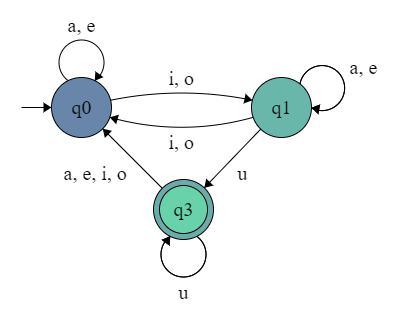 a, e
i, o
a, e
q0
q1
i, o
a, e, i, o
u
q3
u